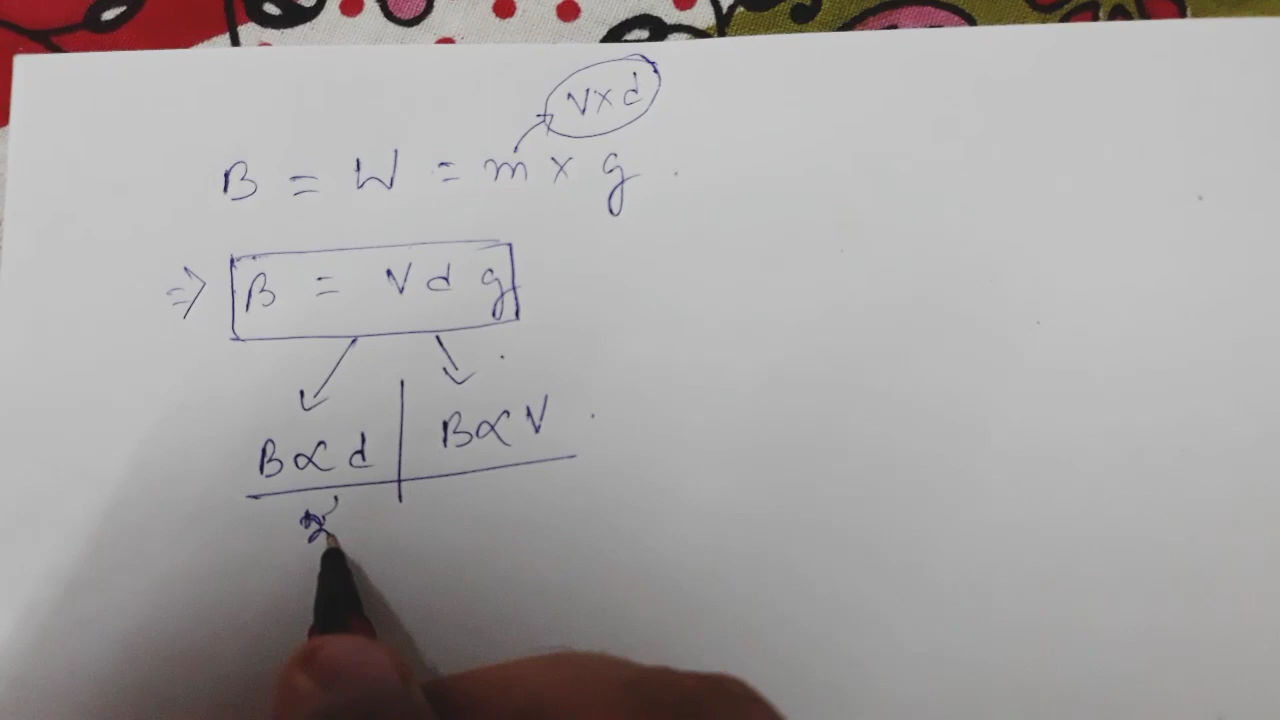 V×d
B = W = m × g
⇒ B = V d g
B ∝ d | B ∝ V